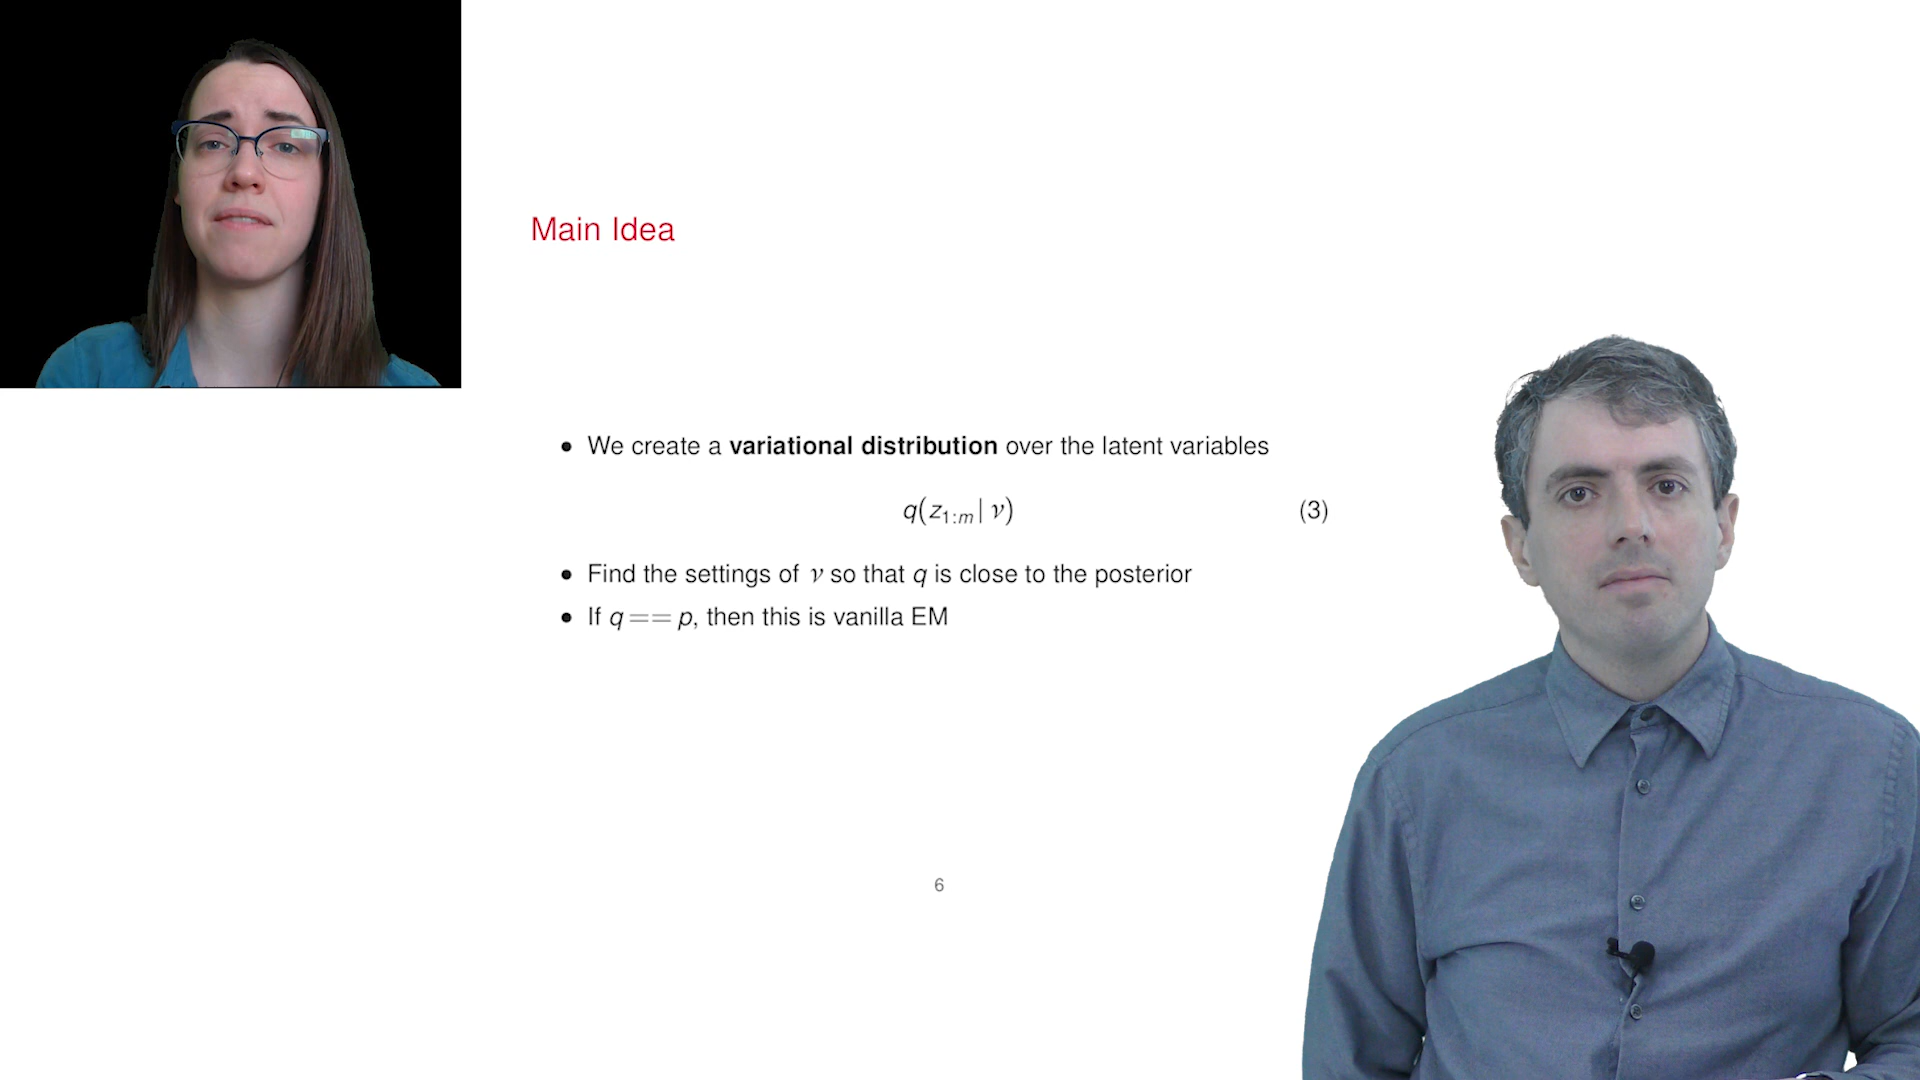 Main Idea
• We create a variational distribution over the latent variables
q(z₁:ₘ | ν) (3)
• Find the settings of ν so that q is close to the posterior
• If q == p, then this is vanilla EM
6